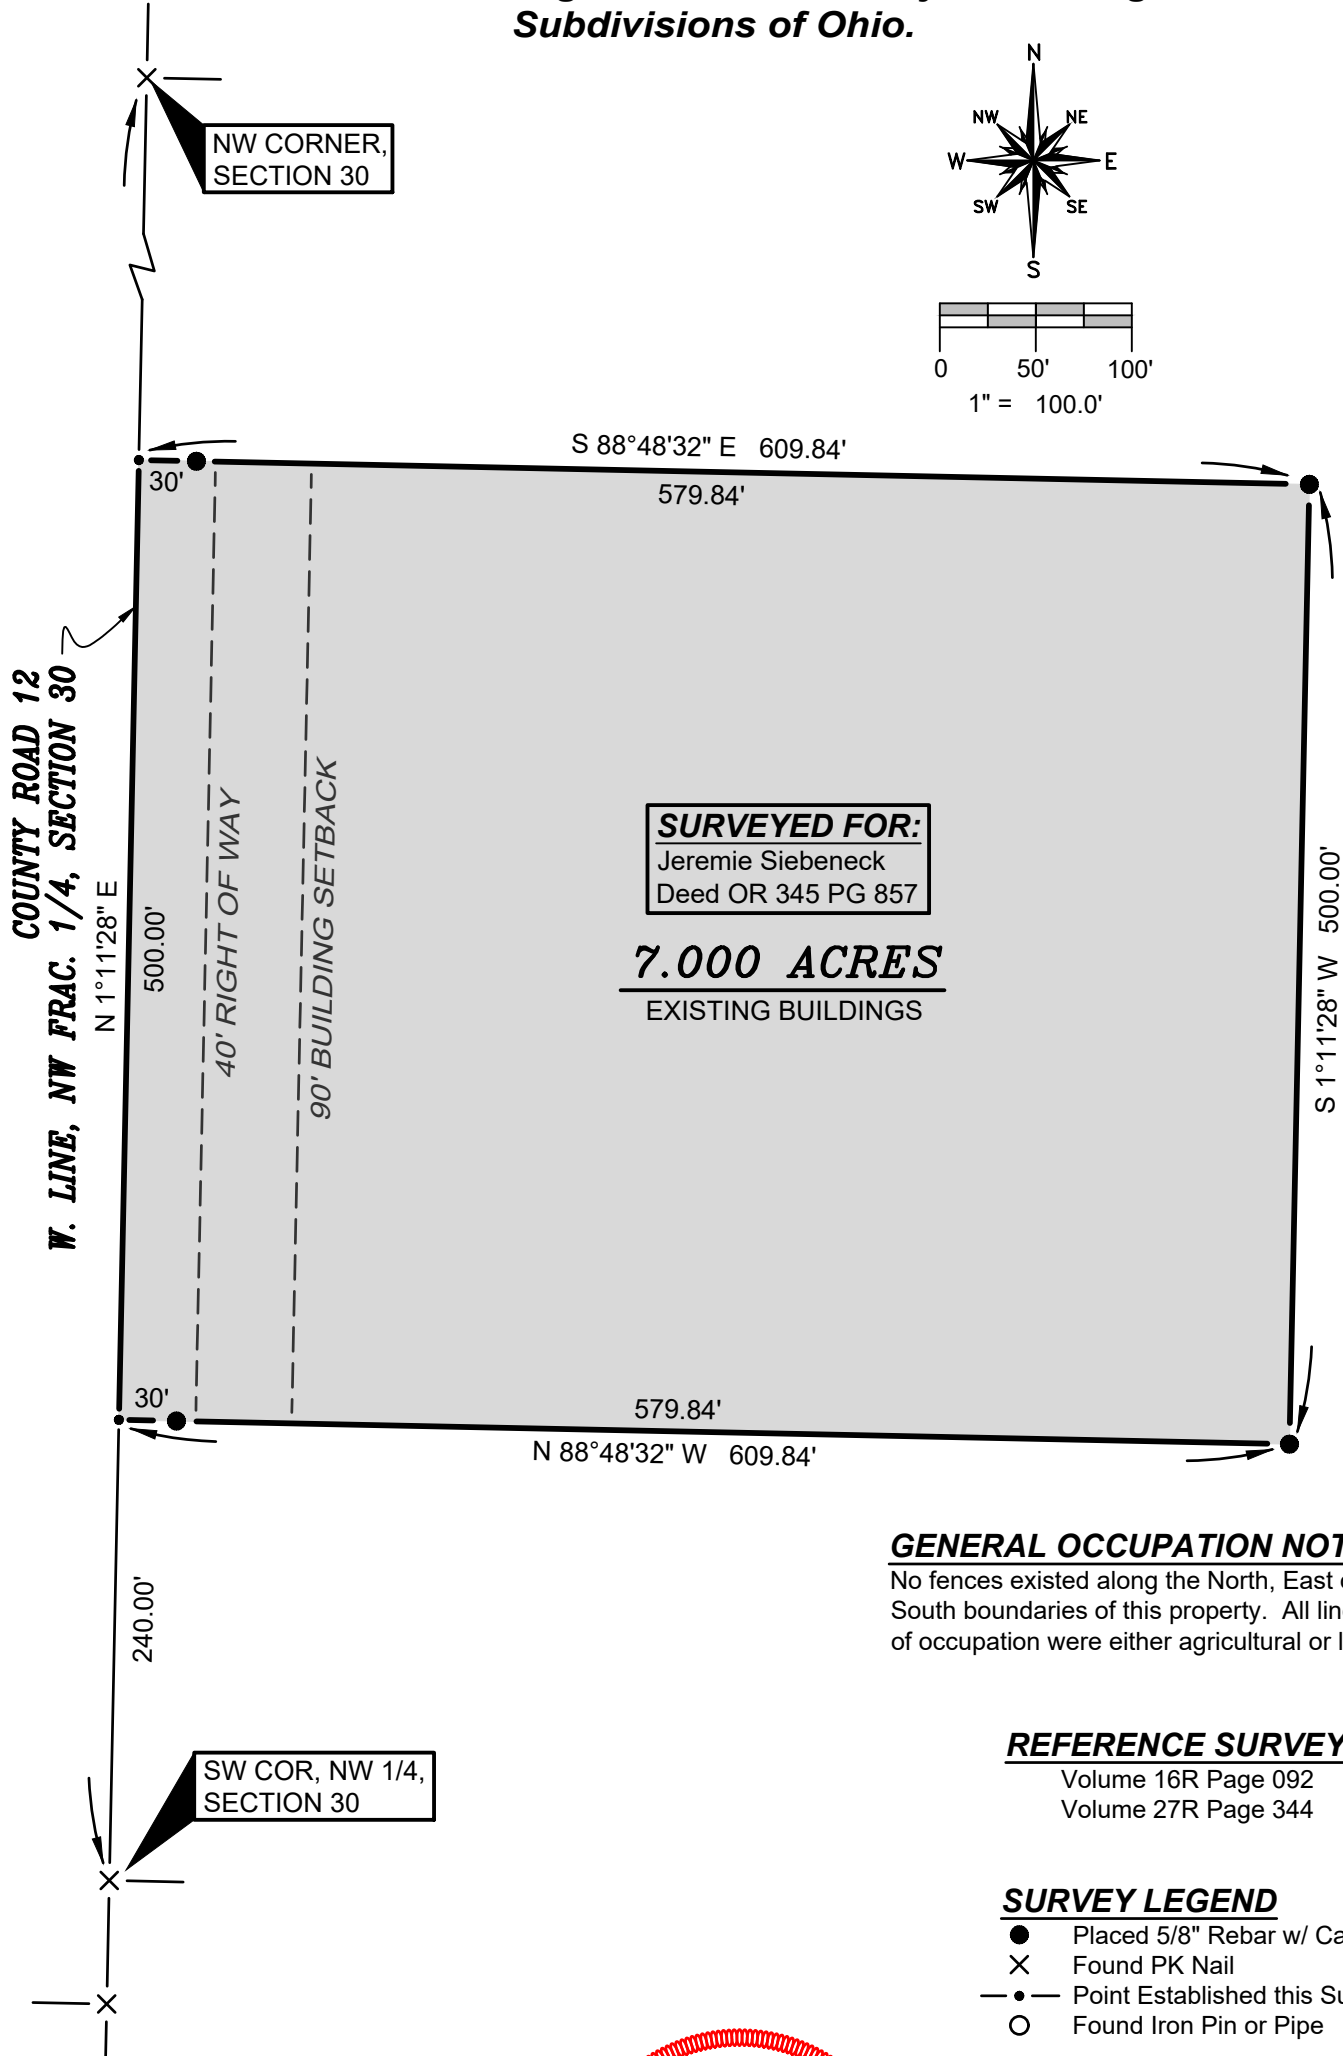 Subdivisions of Ohio.
N
NW
NE
W
E
SW
SE
S
NW CORNER,
SECTION 30
0 50' 100'
1" = 100.0'
S 88°48'32" E 609.84'
30'
579.84'
COUNTY ROAD 12
W. LINE, NW FRAC. 1/4, SECTION 30
N 1°11'28" E
500.00'
40' RIGHT OF WAY
90' BUILDING SETBACK
SURVEYED FOR:
Jeremie Siebeneck
Deed OR 345 PG 857
7.000 ACRES
EXISTING BUILDINGS
S 1°11'28" W 500.00'
30'
579.84'
N 88°48'32" W 609.84'
240.00'
GENERAL OCCUPATION
No fences existed along the North, East
South boundaries of this property. All
of occupation were either agricultural or
REFERENCE SURVEY
Volume 16R Page 092
Volume 27R Page 344
SW COR, NW 1/4,
SECTION 30
SURVEY LEGEND
Placed 5/8" Rebar w/
Found PK Nail
Point Established this
Found Iron Pin or Pipe